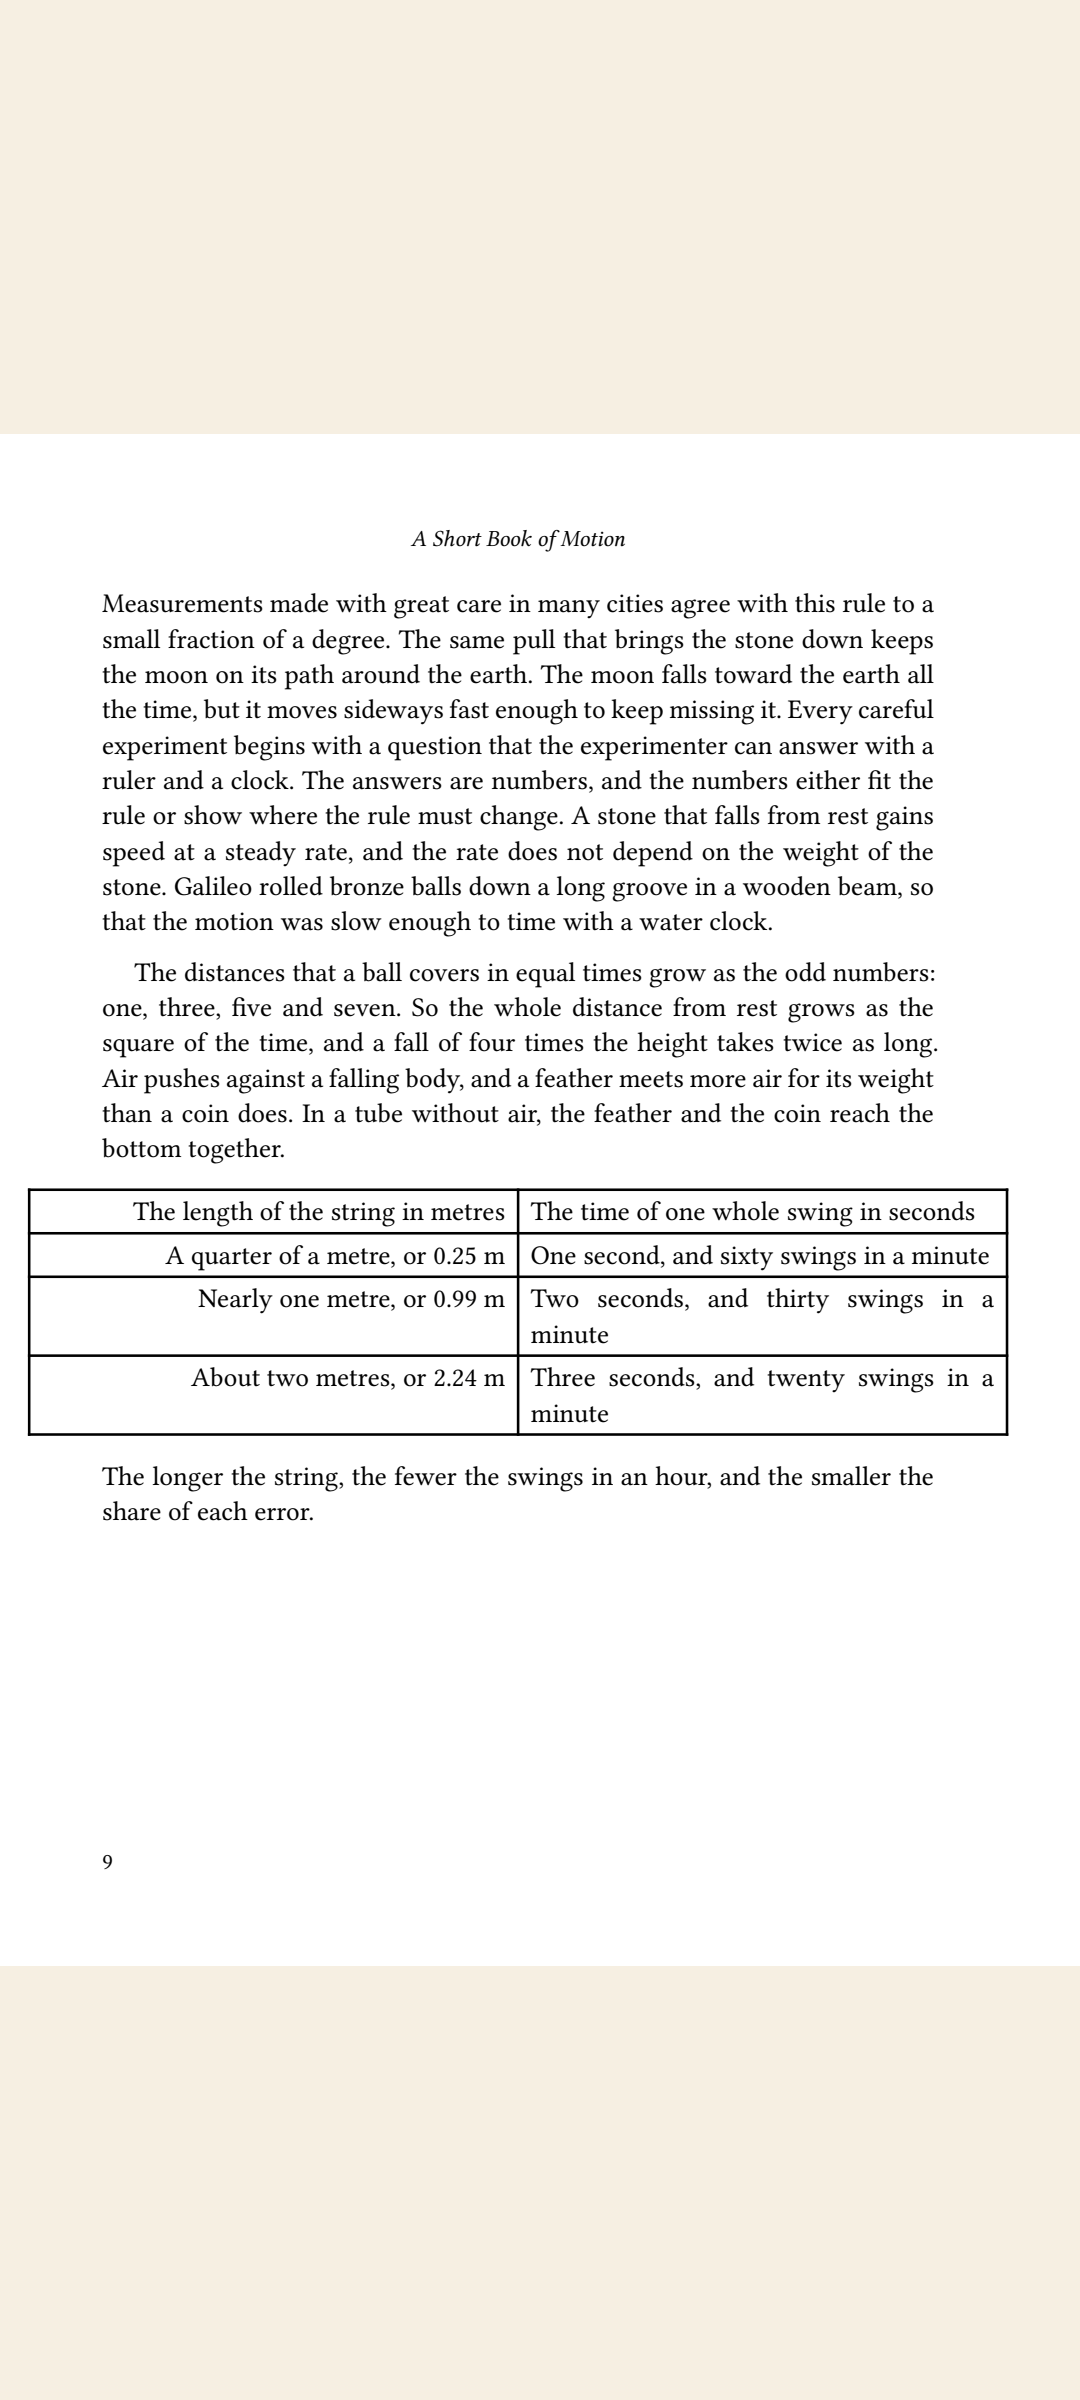 A Short Book of Motion
Measurements made with great care in many cities agree with this rule to a
small fraction of a degree. The same pull that brings the stone down keeps
the moon on its path around the earth. The moon falls toward the earth all
the time, but it moves sideways fast enough to keep missing it. Every careful
experiment begins with a question that the experimenter can answer with a
ruler and a clock. The answers are numbers, and the numbers either fit the
rule or show where the rule must change. A stone that falls from rest gains
speed at a steady rate, and the rate does not depend on the weight of the
stone. Galileo rolled bronze balls down a long groove in a wooden beam, so
that the motion was slow enough to time with a water clock.
The distances that a ball covers in equal times grow as the odd numbers:
one, three, five and seven. So the whole distance from rest grows as the
square of the time, and a fall of four times the height takes twice as long.
Air pushes against a falling body, and a feather meets more air for its weight
than a coin does. In a tube without air, the feather and the coin reach the
bottom together.
The length of the string in metres The time of one whole swing in seconds
A quarter of a metre, or 0.25 m One second, and sixty swings in a minute
Nearly one metre, or 0.99 m Two seconds, and thirty swings in a
minute
About two metres, or 2.24 m Three seconds, and twenty swings in a
minute
The longer the string, the fewer the swings in an hour, and the smaller the
share of each error.
9